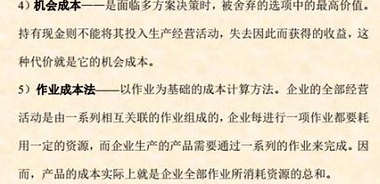 4）机会成本——是面临多方案决策时，被舍弃的选项中的最高价值。
持有现金则不能将其投入生产经营活动，失去因此而获得的收益，这
种代价就是它的机会成本。
5）作业成本法——以作业为基础的成本计算方法。企业的全部经营
活动是由一系列相互关联的作业组成的，企业每进行一项作业都要耗
用一定的资源，而企业生产的产品需要通过一系列的作业来完成。因
而，产品的成本实际上就是企业全部作业所消耗资源的总和。